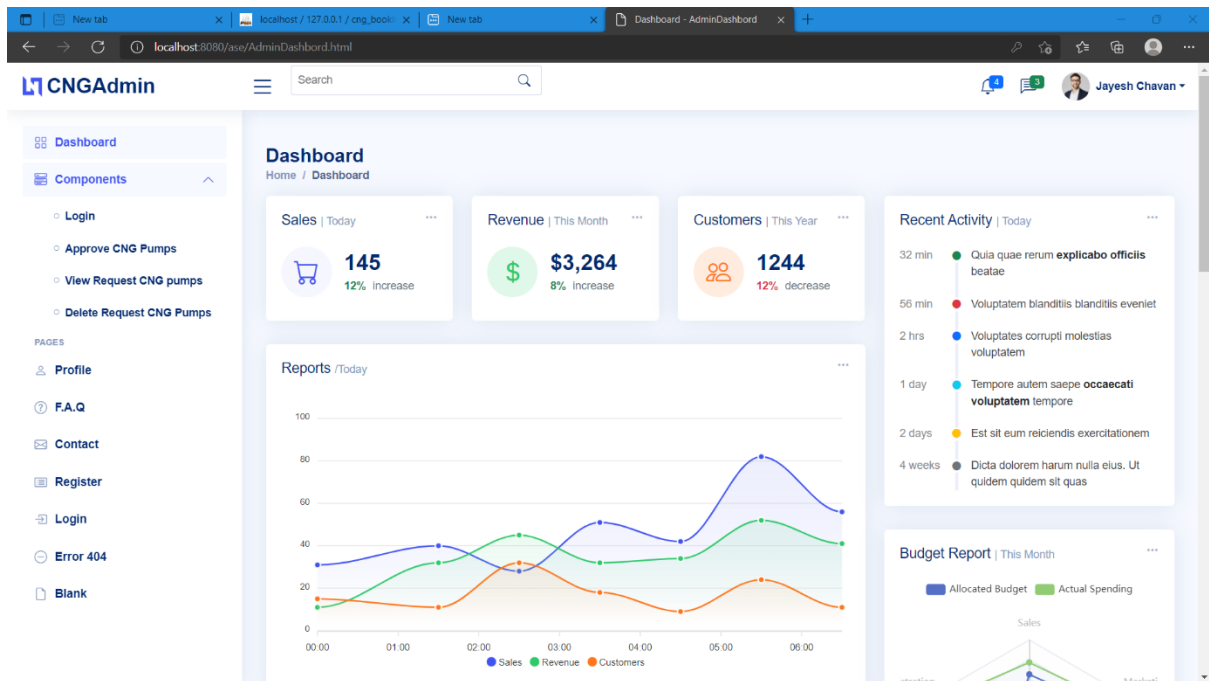 New tab
localhost / 127.0.0.1 / cng_book
New tab
Dashboard - AdminDashbord
localhost:8080/ase/AdminDashbord.html
CNGAdmin
Search
4
3
Jayesh Chavan
Dashboard
Components
Login
Approve CNG Pumps
View Request CNG pumps
Delete Request CNG Pumps
PAGES
Profile
F.A.Q
Contact
Register
Login
Error 404
Blank
Dashboard
Home / Dashboard
Sales | Today
145
12% increase
Revenue | This Month
$3,264
8% increase
Customers | This Year
1244
12% decrease
Reports /Today
100
80
60
40
20
0
00:00 01:00 02:00 03:00 04:00 05:00 06:00
Sales Revenue Customers
Recent Activity | Today
32 min Quia quae rerum explicabo officiis
beatae
56 min Voluptatem blanditiis blanditiis eveniet
2 hrs Voluptates corrupti molestias
voluptatem
1 day Tempore autem saepe occaecati
voluptatem tempore
2 days Est sit eum reiciendis exercitationem
4 weeks Dicta dolorem harum nulla eius. Ut
quidem quidem sit quas
Budget Report | This Month
Allocated Budget Actual Spending
Sales